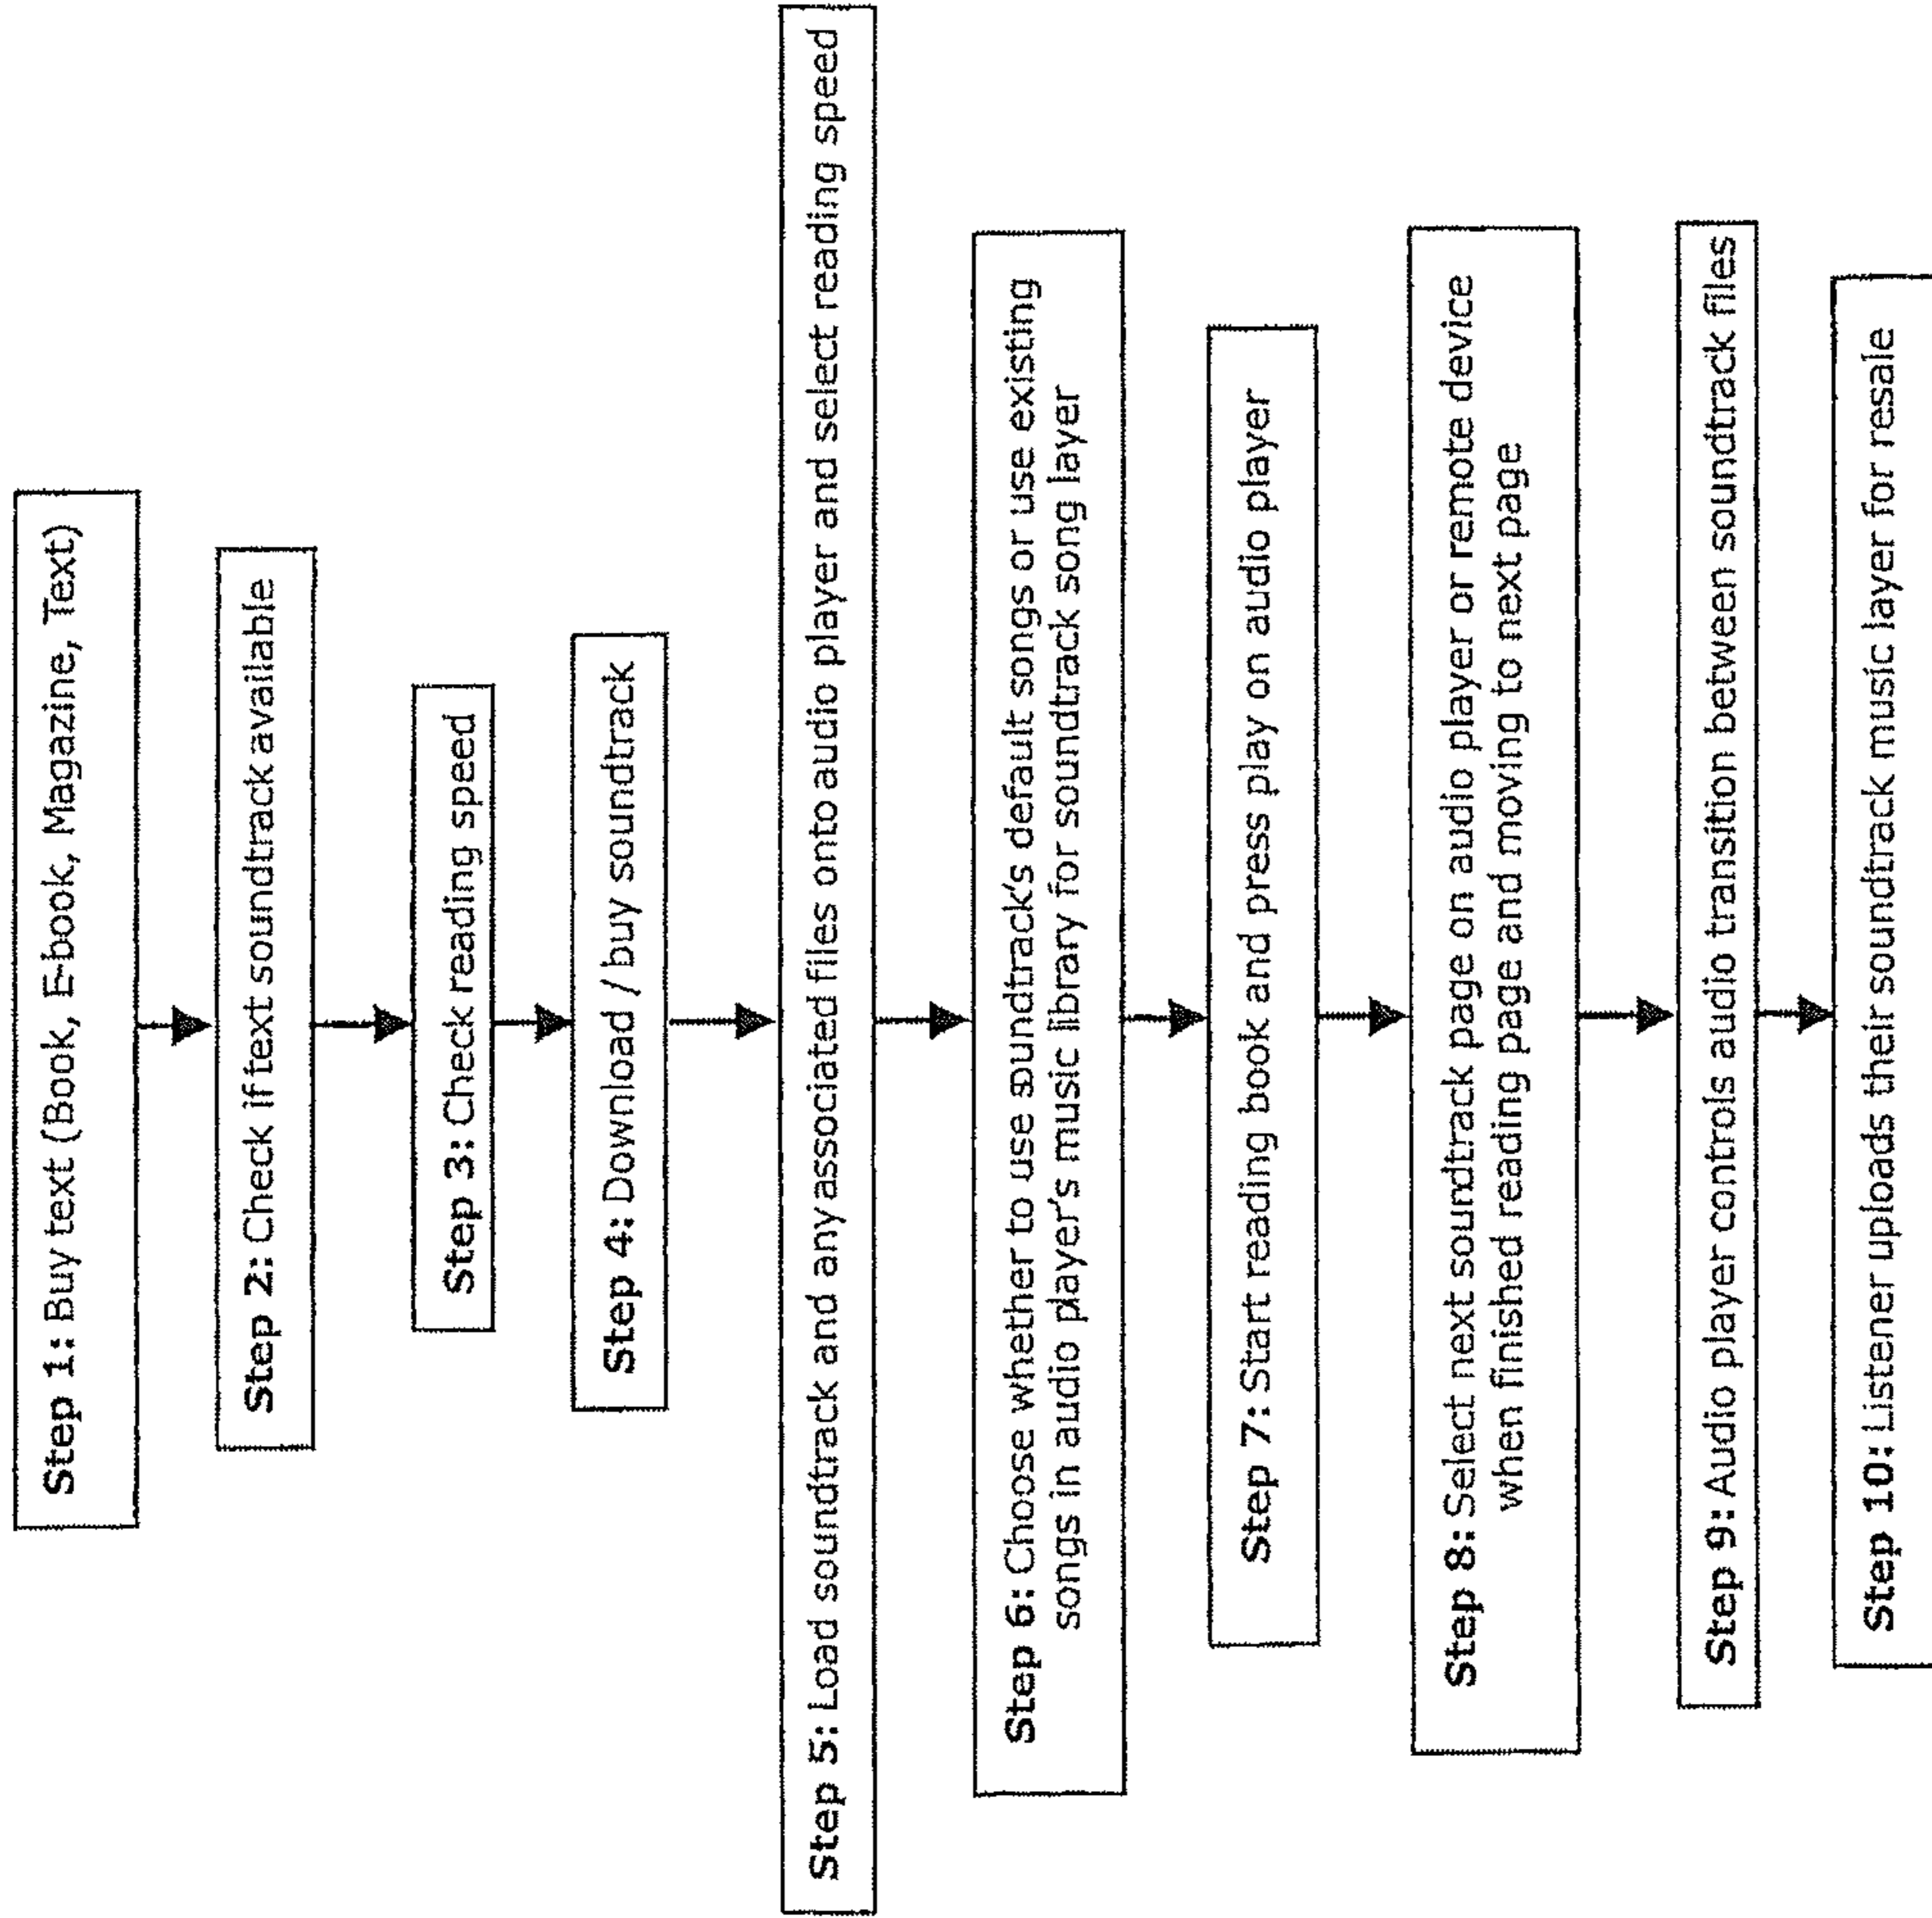 Step 1: Buy text (Book, E-book, Magazine, Text)
Step 2: Check if text soundtrack available
Step 3: Check reading speed
Step 4: Download / buy soundtrack
Step 5: Load soundtrack and any associated files onto audio player and select reading speed
Step 6: Choose whether to use soundtrack's default songs or use existing
songs in audio player's music library for soundtrack song layer
Step 7: Start reading book and press play on audio player
Step 8: Select next soundtrack page on audio player or remote device
when finished reading page and moving to next page
Step 9: Audio player controls audio transition between soundtrack files
Step 10: Listener uploads their soundtrack music layer for resale